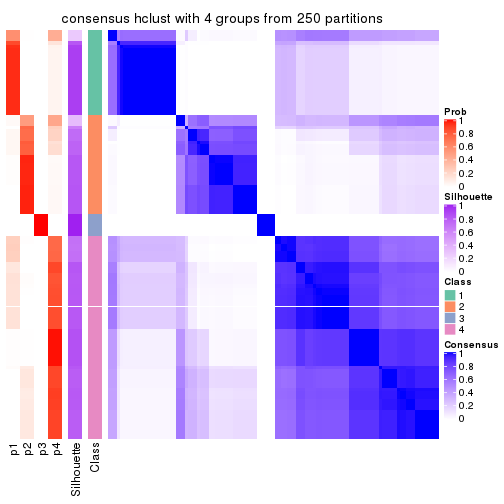 consensus hclust with 4 groups from 250 partitions
Prob
1
0.8
0.6
0.4
0.2
0
Silhouette
1
0.8
0.6
0.4
0.2
0
Class
1
2
3
4
Consensus
1
0.8
0.6
0.4
0.2
0
p1
p2
p3
p4
Silhouette
Class